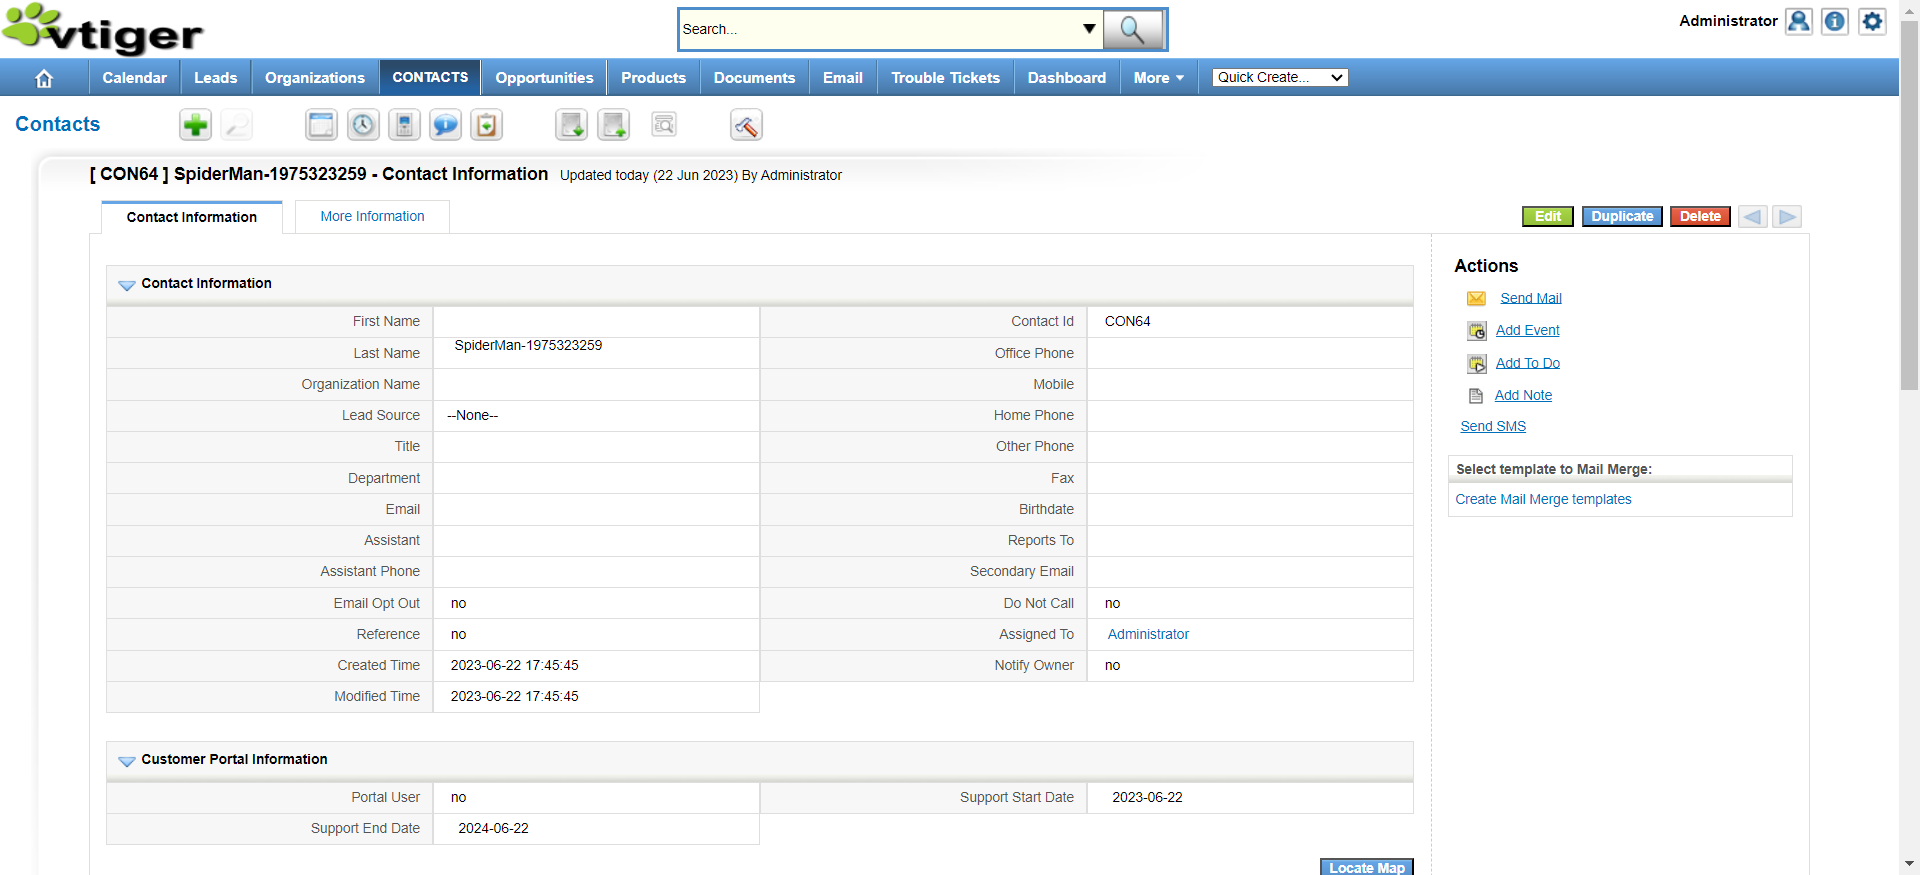 vtiger
Search...
Administrator
Calendar Leads Organizations CONTACTS Opportunities Products Documents Email Trouble Tickets Dashboard More Quick Create...
Contacts
[ CON64 ] SpiderMan-1975323259 - Contact Information Updated today (22 Jun 2023) By Administrator
Contact Information More Information
Edit Duplicate Delete
Contact Information
First Name Contact Id CON64
Last Name SpiderMan-1975323259 Office Phone
Organization Name Mobile
Lead Source --None-- Home Phone
Title Other Phone
Department Fax
Email Birthdate
Assistant Reports To
Assistant Phone Secondary Email
Email Opt Out no Do Not Call no
Reference no Assigned To Administrator
Created Time 2023-06-22 17:45:45 Notify Owner no
Modified Time 2023-06-22 17:45:45
Customer Portal Information
Portal User no Support Start Date 2023-06-22
Support End Date 2024-06-22
Locate Map
Actions
Send Mail
Add Event
Add To Do
Add Note
Send SMS
Select template to Mail Merge:
Create Mail Merge templates